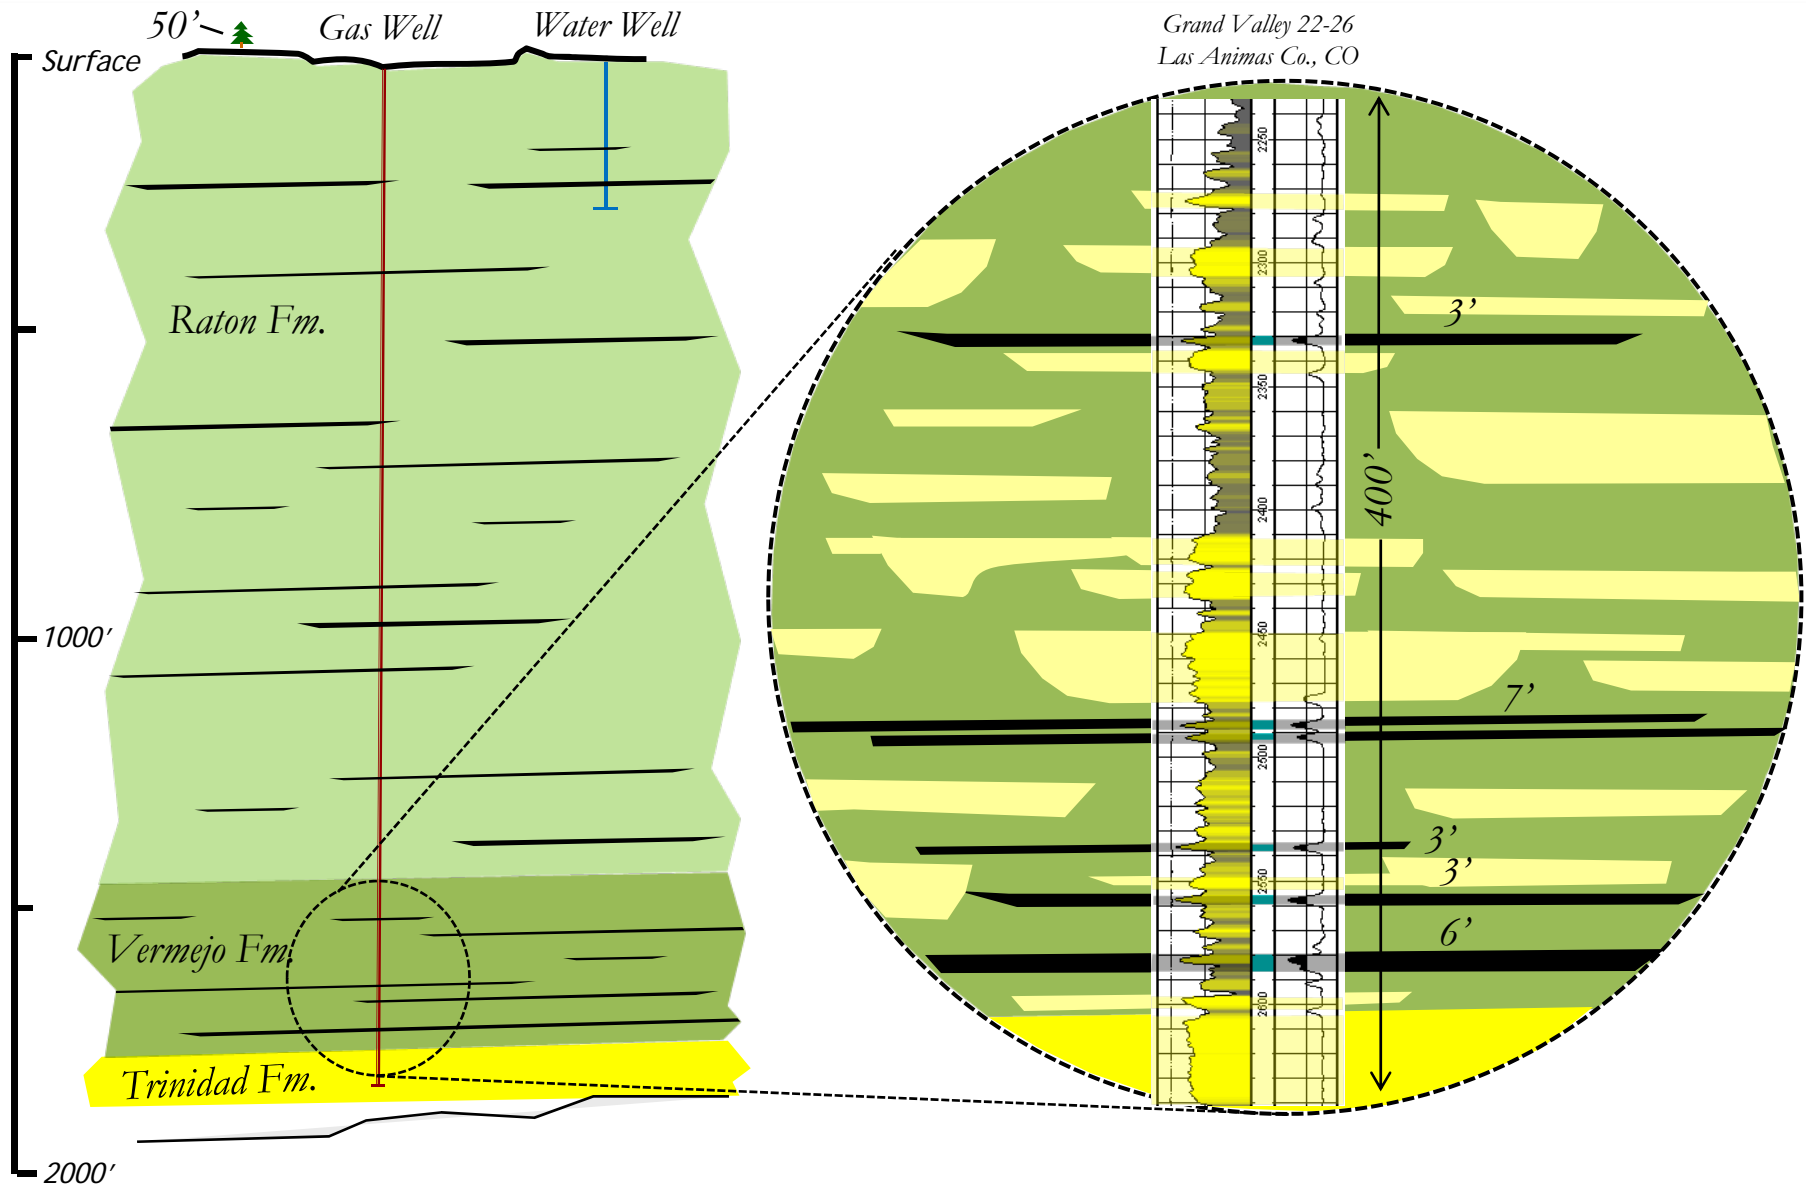 50’
Gas Well
Water Well
Surface
Raton Fm.
1000’
Vermejo Fm.
Trinidad Fm.
2000’
Grand Valley 22-26
Las Animas Co., CO
2250
2300
3’
2350
400’
2400
2450
7’
2500
3’
3’
2550
6’
2600